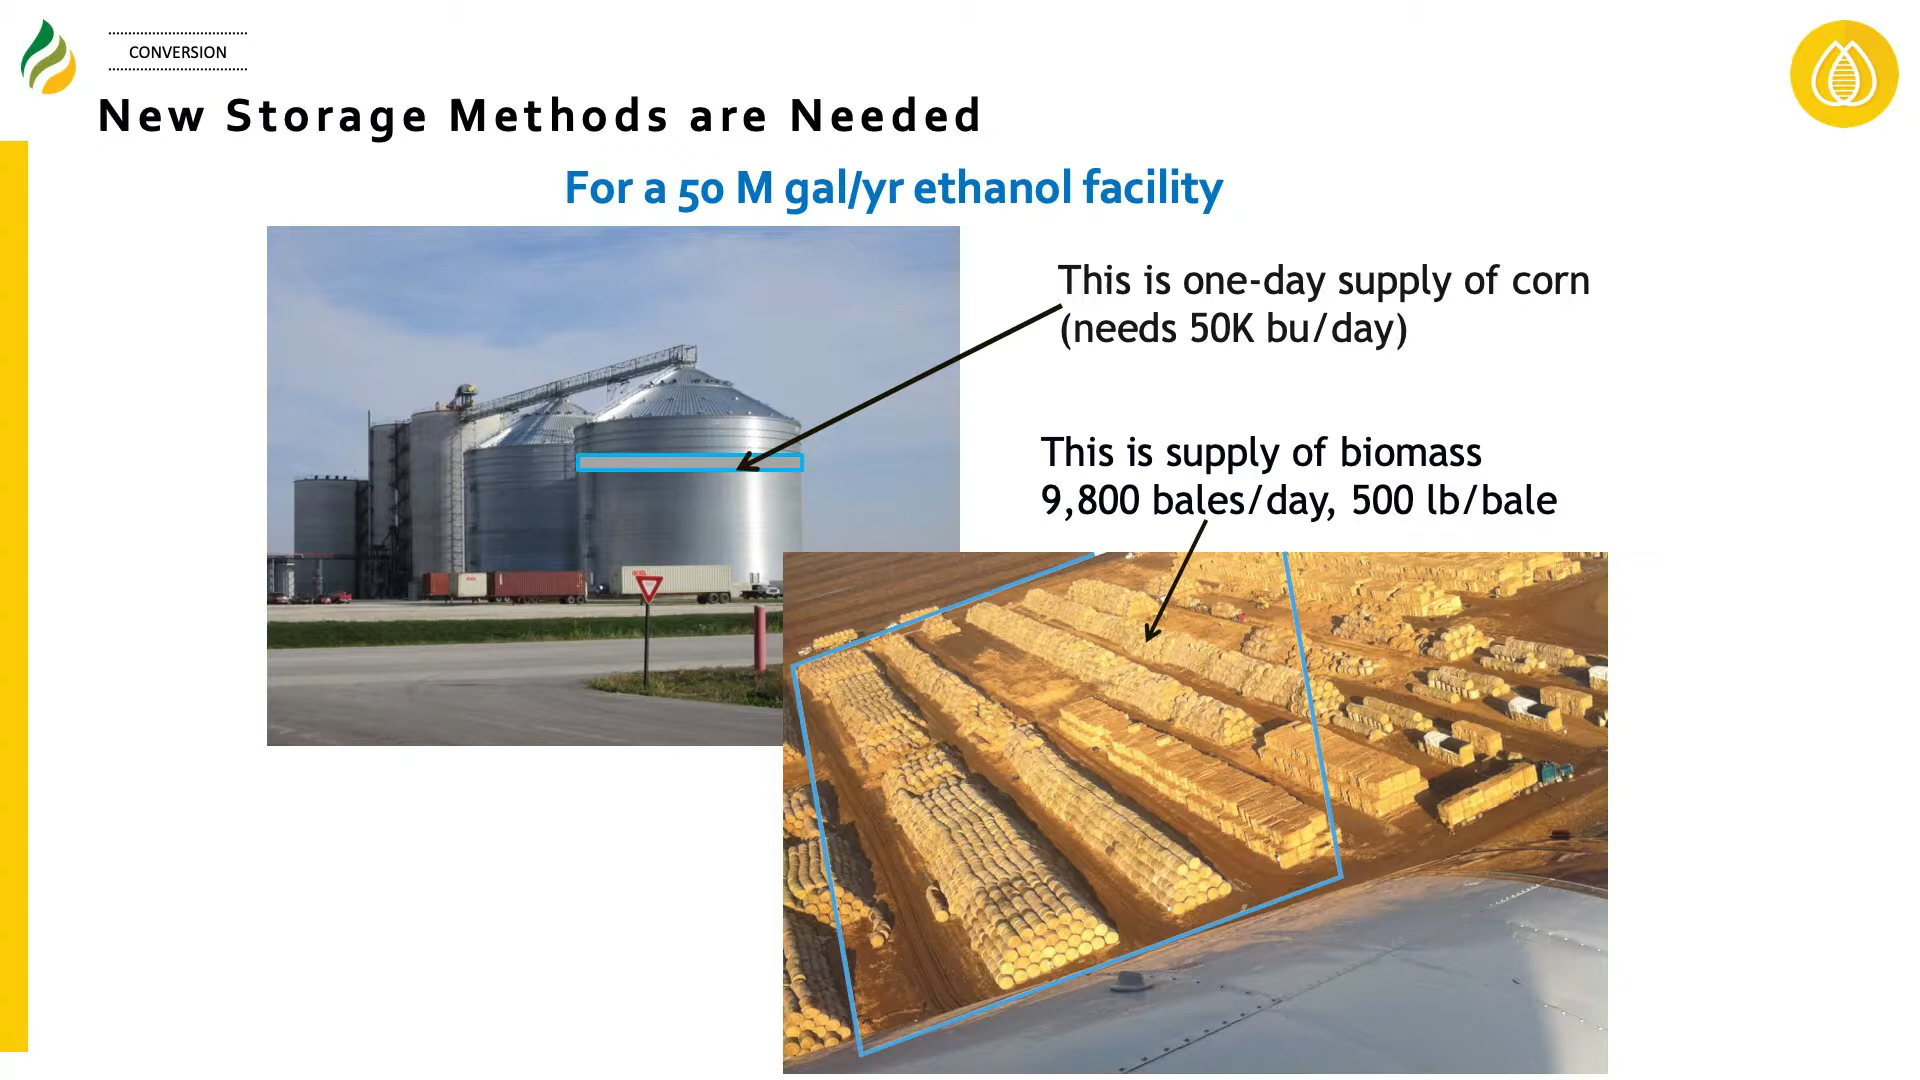 CONVERSION
New Storage Methods are Needed
For a 50 M gal/yr ethanol facility
This is one-day supply of corn
(needs 50K bu/day)
This is supply of biomass
9,800 bales/day, 500 lb/bale